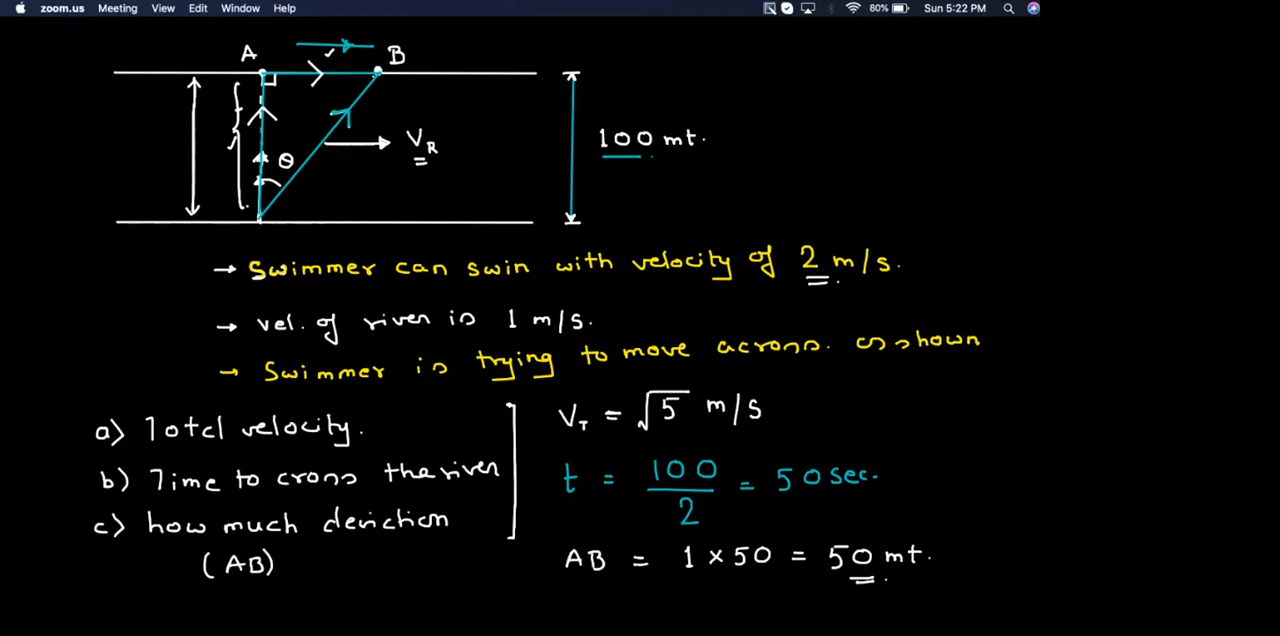 zoom.us Meeting View Edit Window Help 80% Sun 5:22 PM
A B
θ V_R
100 mt.
→ Swimmer can swin with velocity of 2 m/s.
→ vel. of river is 1 m/s.
→ Swimmer is trying to move across. as shown
a) Total velocity. V_T = √5 m/s
b) Time to cross the river t = 100/2 = 50 sec.
c) how much deviation
(AB) AB = 1 × 50 = 50 mt.